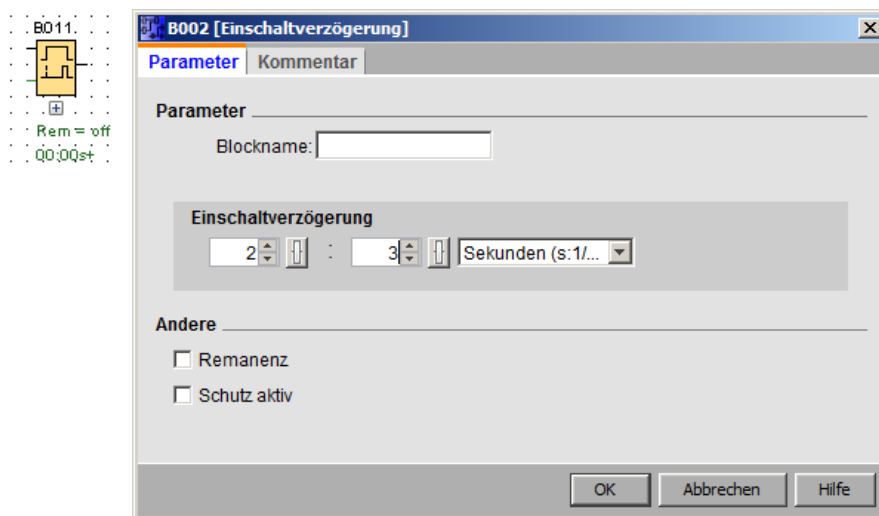 B011
Rem = off
00:00s+
B002 [Einschaltverzögerung]
Parameter Kommentar
Parameter
Blockname:
Einschaltverzögerung
2 : 3 Sekunden (s:1/...
Andere
Remanenz
Schutz aktiv
OK Abbrechen Hilfe